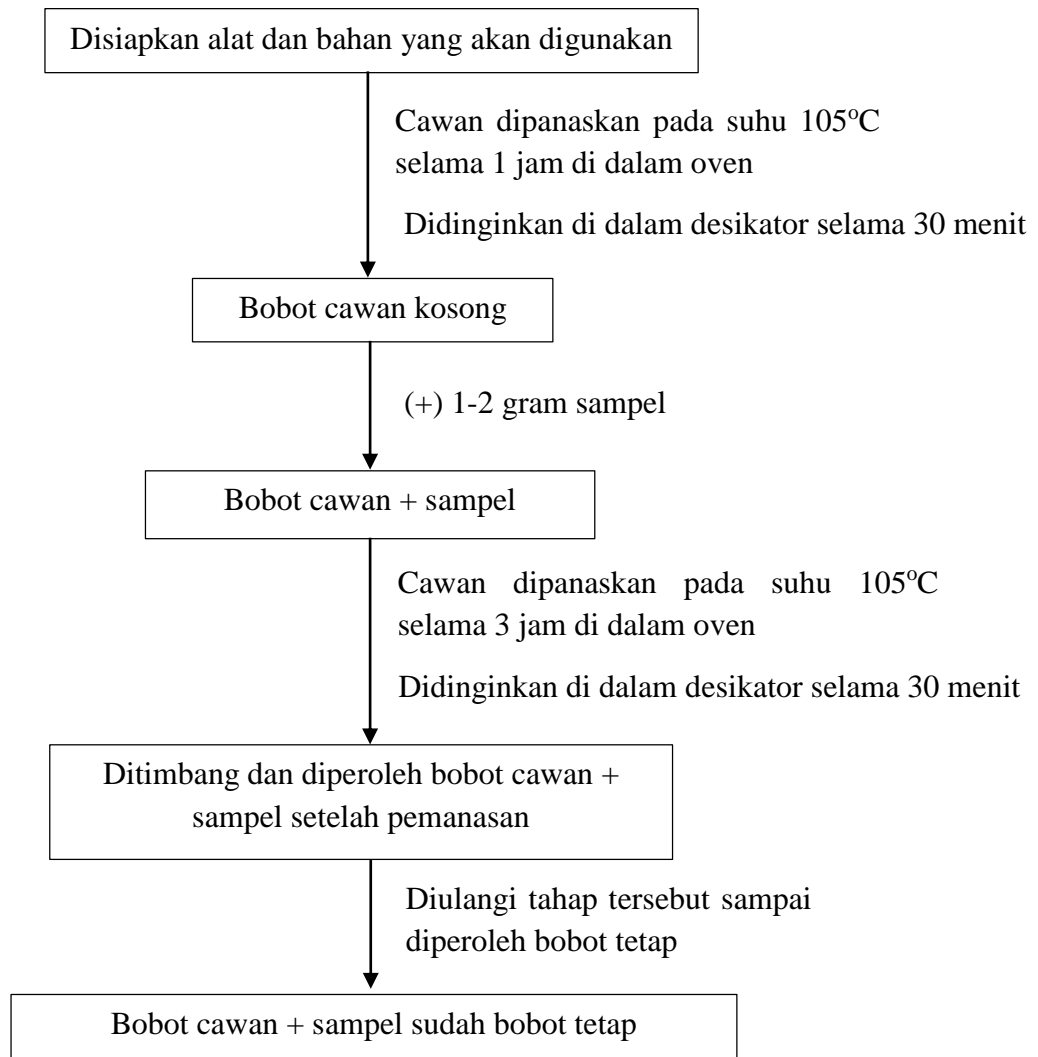 Disiapkan alat dan bahan yang akan digunakan
Cawan dipanaskan pada suhu 105°C
selama 1 jam di dalam oven
Didinginkan di dalam desikator selama 30 menit
Bobot cawan kosong
(+) 1-2 gram sampel
Bobot cawan + sampel
Cawan dipanaskan pada suhu 105°C
selama 3 jam di dalam oven
Didinginkan di dalam desikator selama 30 menit
Ditimbang dan diperoleh bobot cawan +
sampel setelah pemanasan
Diulangi tahap tersebut sampai
diperoleh bobot tetap
Bobot cawan + sampel sudah bobot tetap